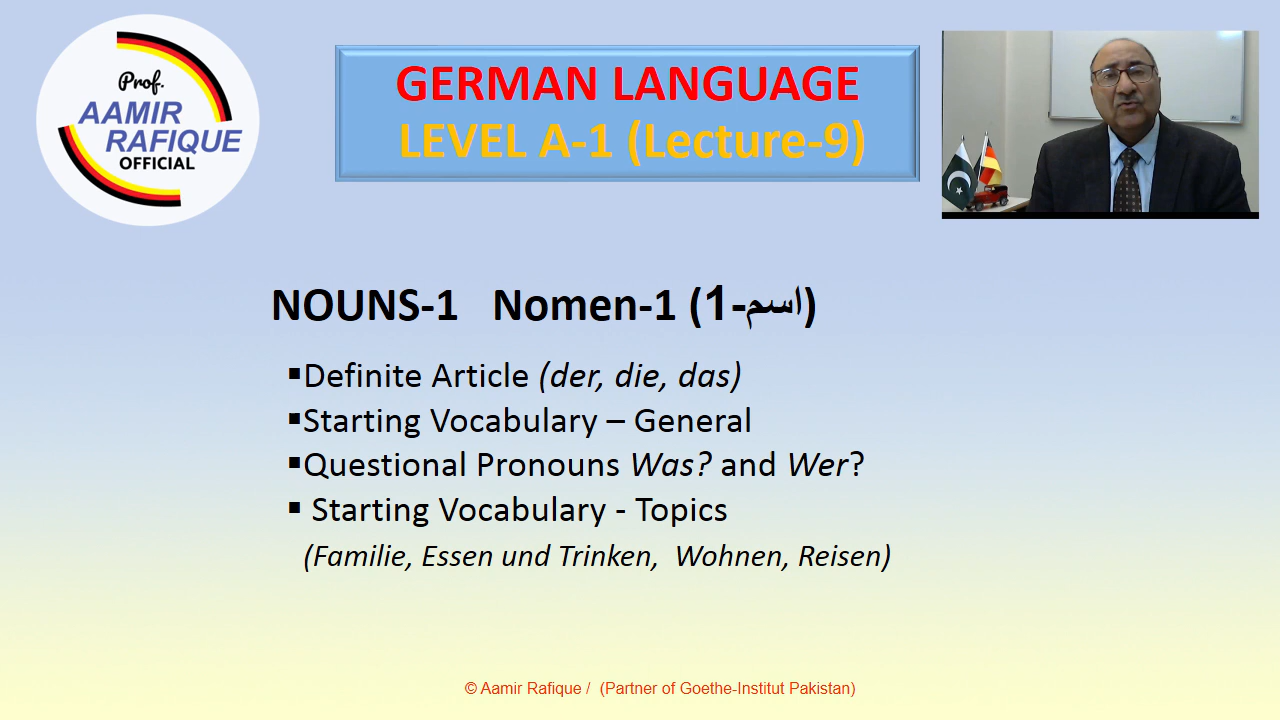 Prof.
AAMIR
RAFIQUE
OFFICIAL
GERMAN LANGUAGE
LEVEL A-1 (Lecture-9)
NOUNS-1 Nomen-1 (اسم-1)
▪Definite Article (der, die, das)
▪Starting Vocabulary – General
▪Questional Pronouns Was? and Wer?
▪ Starting Vocabulary - Topics
(Familie, Essen und Trinken, Wohnen, Reisen)
© Aamir Rafique / (Partner of Goethe-Institut Pakistan)